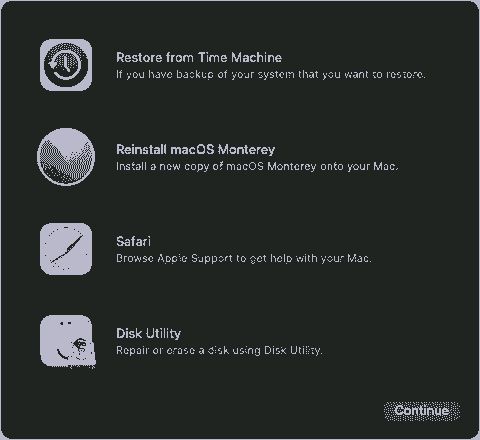 Restore from Time Machine
If you have backup of your system that you want to restore.
Reinstall macOS Monterey
Install a new copy of macOS Monterey onto your Mac.
Safari
Browse Apple Support to get help with your Mac.
Disk Utility
Repair or erase a disk using Disk Utility.
Continue